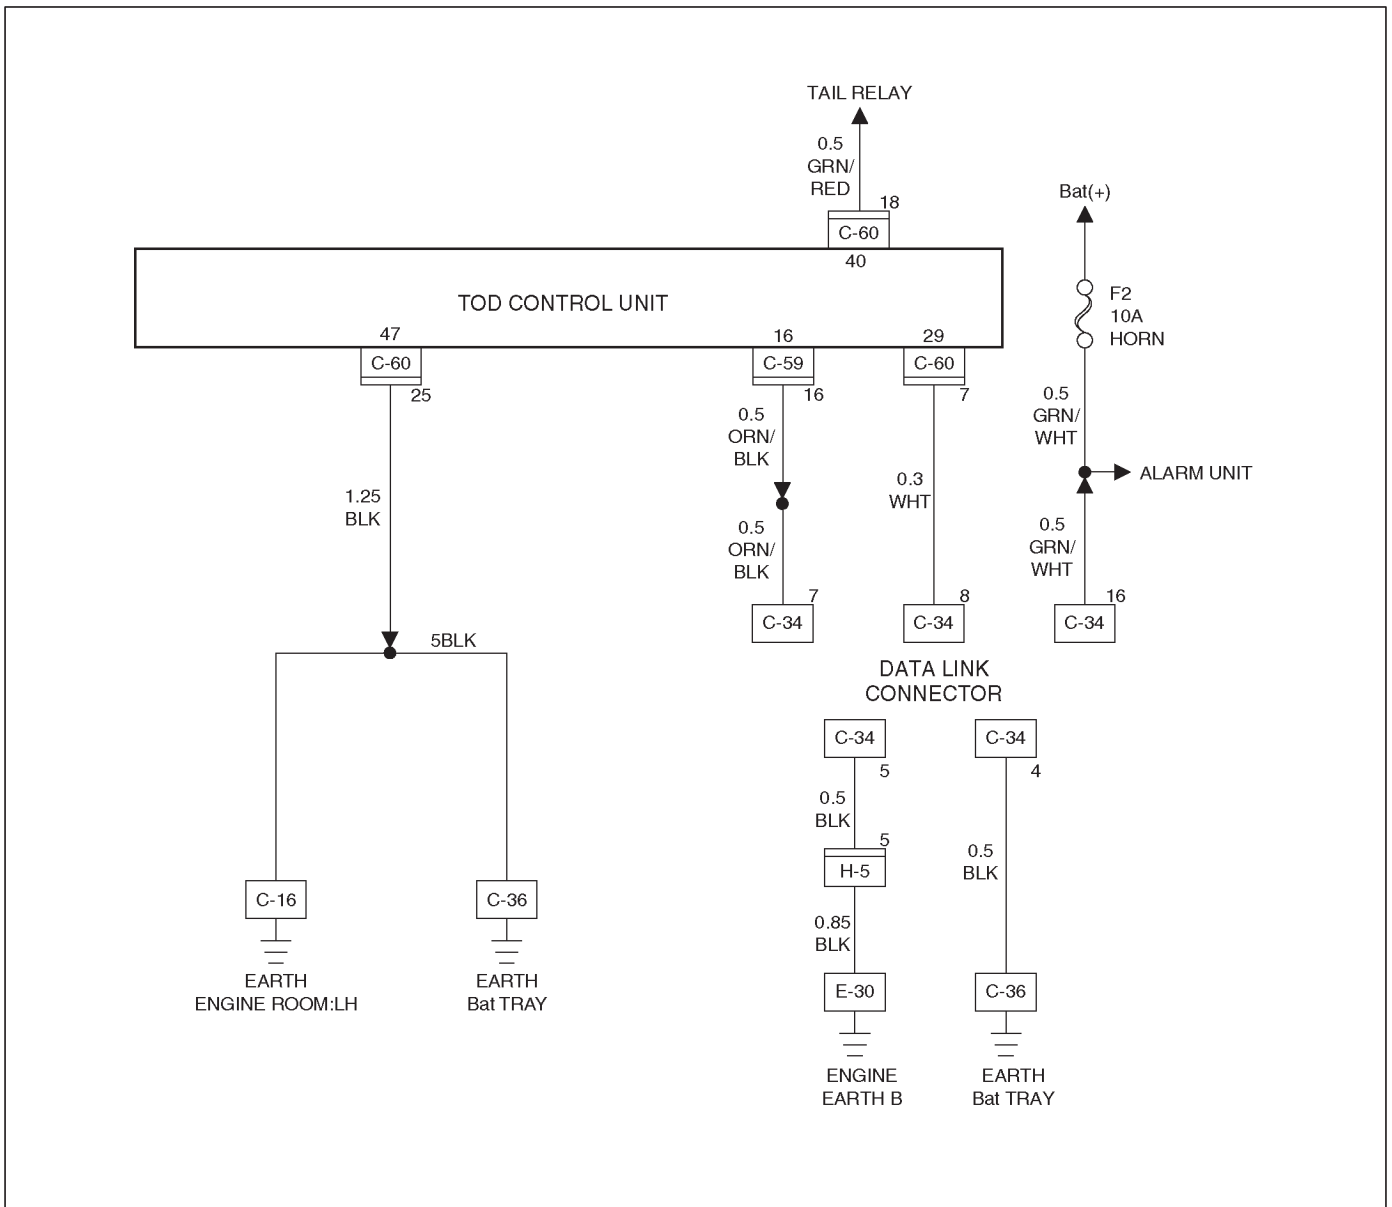 TAIL RELAY
0.5
GRN/
RED
18
C-60
40
Bat(+)
F2
10A
HORN
TOD CONTROL UNIT
47
16
29
C-60
C-59
C-60
25
16
7
0.5
ORN/
BLK
0.5
GRN/
WHT
ALARM UNIT
1.25
BLK
0.3
WHT
0.5
ORN/
BLK
0.5
GRN/
WHT
7
8
16
C-34
C-34
C-34
5BLK
DATA LINK
CONNECTOR
C-34
C-34
5
4
0.5
BLK
5
H-5
0.5
BLK
C-16
C-36
0.85
BLK
EARTH
ENGINE ROOM:LH
EARTH
Bat TRAY
E-30
C-36
ENGINE
EARTH B
EARTH
Bat TRAY